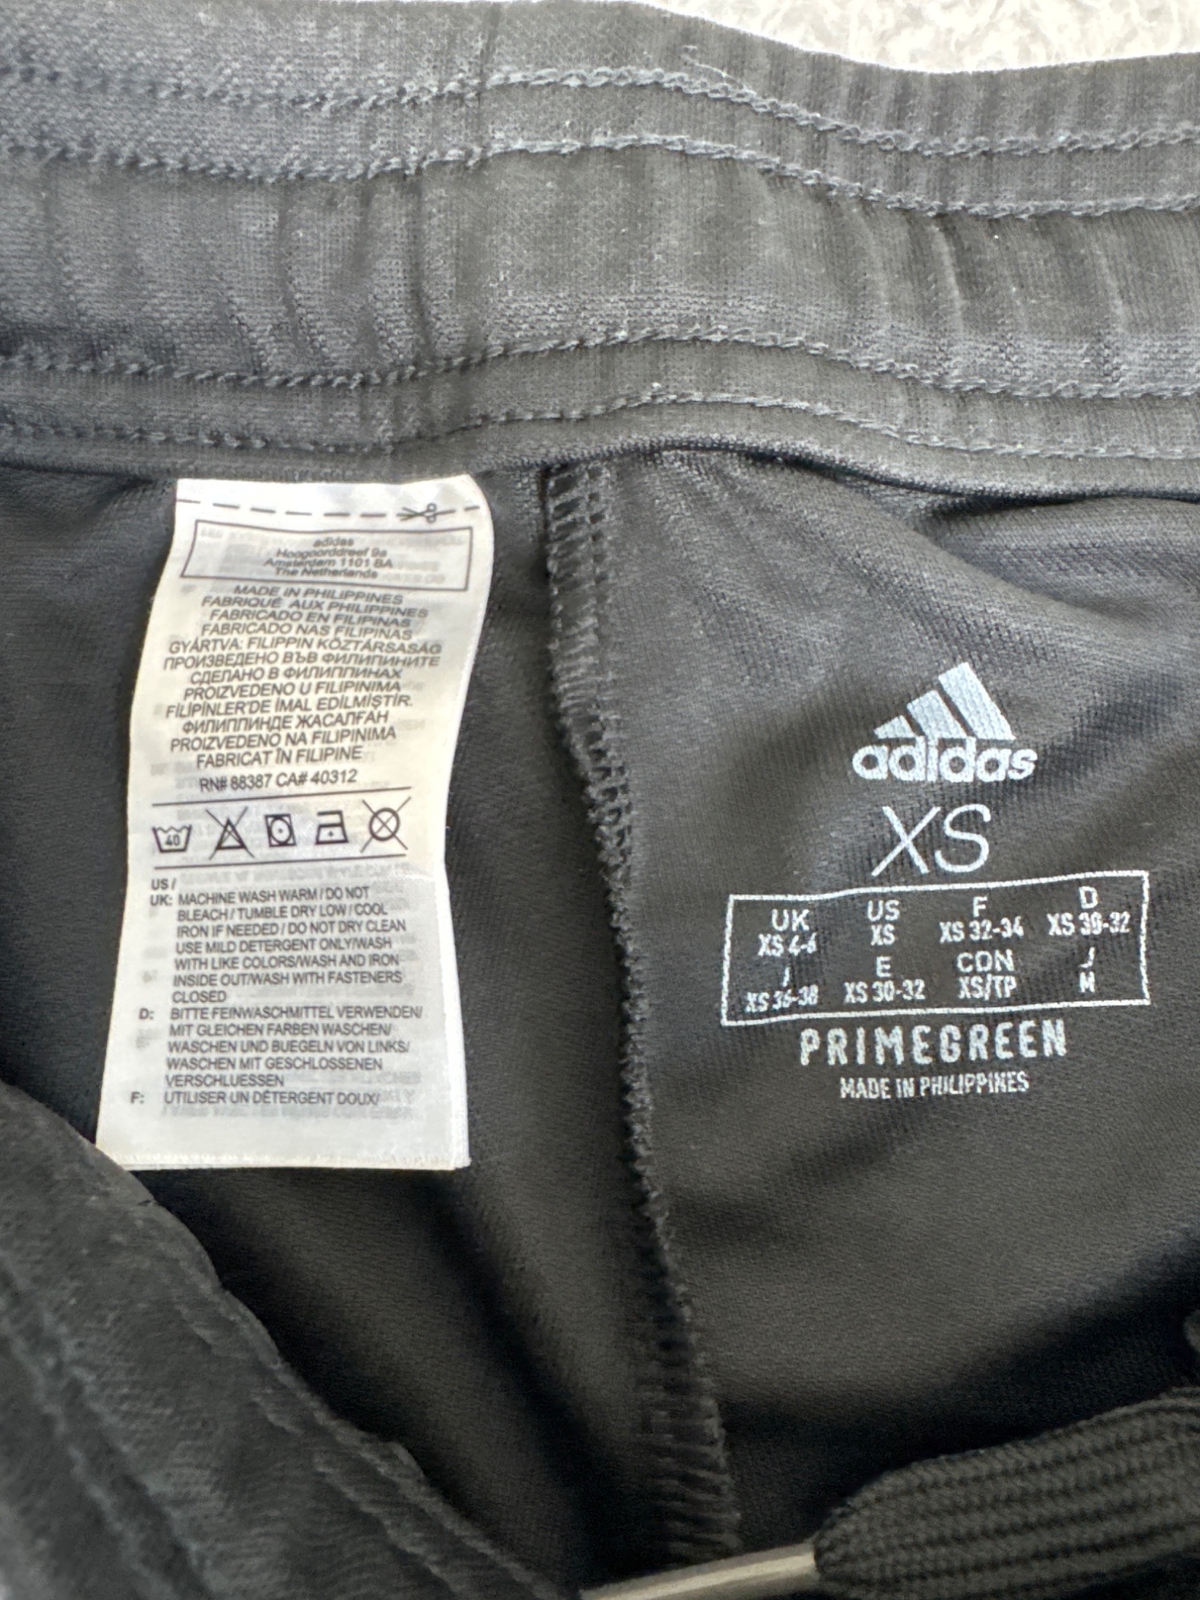 adidas
Hoogoorddreef 9a
Amsterdam 1101 BA
The Netherlands
MADE IN PHILIPPINES
FABRIQUÉ AUX PHILIPPINES
FABRICADO EN FILIPINAS
FABRICADO NAS FILIPINAS
GYÁRTVA: FILIPPIN KÖZTÁRSASÁG
ПРОИЗВЕДЕНО ВЪВ ФИЛИПИНИТЕ
СДЕЛАНО В ФИЛИППИНАХ
PROIZVEDENO U FILIPINIMA
FİLİPİNLER'DE İMAL EDİLMİŞTİR.
ФИЛИППИНДЕ ЖАСАЛҒАН
PROIZVEDENO NA FILIPINIMA
FABRICAT ÎN FILIPINE
RN# 88387 CA# 40312
40
US /
UK: MACHINE WASH WARM / DO NOT
BLEACH / TUMBLE DRY LOW / COOL
IRON IF NEEDED / DO NOT DRY CLEAN
USE MILD DETERGENT ONLY/WASH
WITH LIKE COLORS/WASH AND IRON
INSIDE OUT/WASH WITH FASTENERS
CLOSED
D: BITTE FEINWASCHMITTEL VERWENDEN/
MIT GLEICHEN FARBEN WASCHEN/
WASCHEN UND BUEGELN VON LINKS/
WASCHEN MIT GESCHLOSSENEN
VERSCHLUESSEN
F: UTILISER UN DÉTERGENT DOUX/
adidas
XS
UK US F D
XS 4-6 XS XS 32-34 XS 30-32
I E CDN J
XS 36-38 XS 30-32 XS/TP M
PRIMEGREEN
MADE IN PHILIPPINES